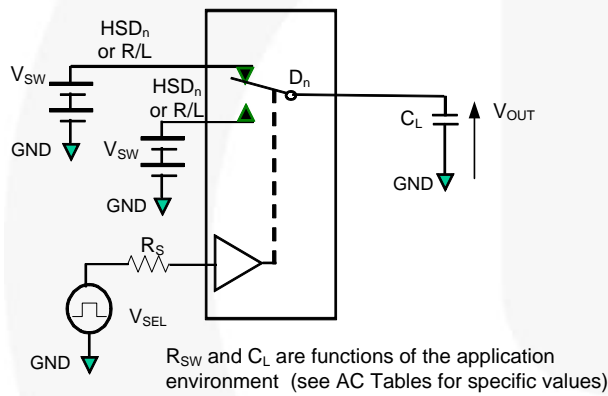 HSDn
or R/L
VSW
HSDn
or R/L
Dn
VSW
GND
GND
CL
VOUT
GND
RS
VSEL
GND
RSW and CL are functions of the application
environment (see AC Tables for specific values)